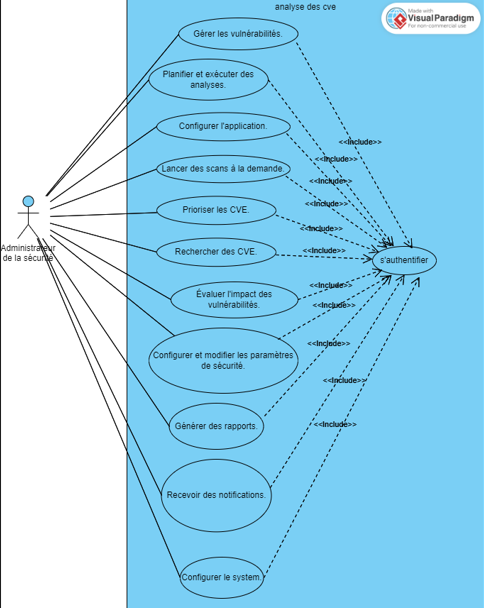 analyse des cve
Made with
Visual Paradigm
For non-commercial use
Gérer les vulnérabilités.
Planifier et exécuter des
analyses.
Configurer l'application.
Lancer des scans à la demande.
Prioriser les CVE.
Rechercher des CVE.
Évaluer l'impact des
vulnérabilités.
Configurer et modifier les paramètres
de sécurité.
Générer des rapports.
Recevoir des notifications.
Configurer le system.
Administrateur
de la sécurité
s'authentifier
<<Include>>
<<Include>>
<<Include>>
<<Include>>
<<Include>>
<<Include>>
<<Include>>
<<Include>>
<<Include>>
<<Include>>
<<Include>>